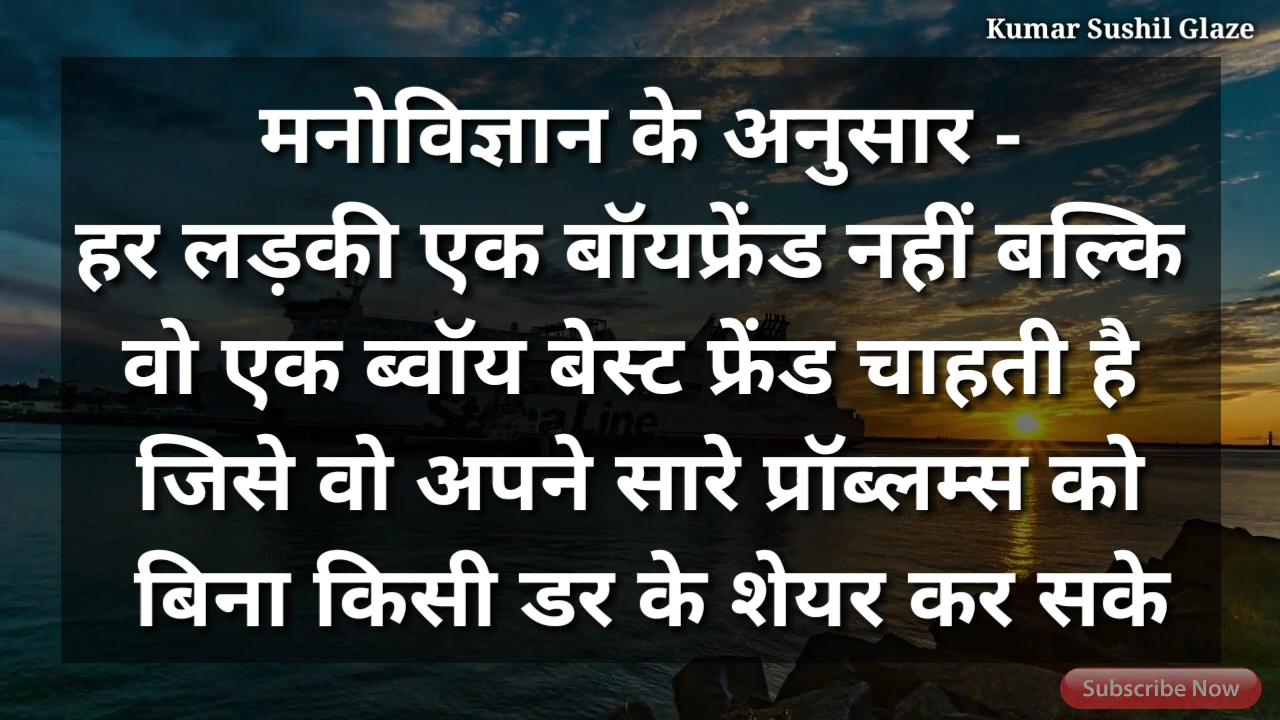 Kumar Sushil Glaze
मनोविज्ञान के अनुसार -
हर लड़की एक बॉयफ्रेंड नहीं बल्कि
वो एक ब्वॉय बेस्ट फ्रेंड चाहती है
जिसे वो अपने सारे प्रॉब्लम्स को
बिना किसी डर के शेयर कर सके
Line
Subscribe Now